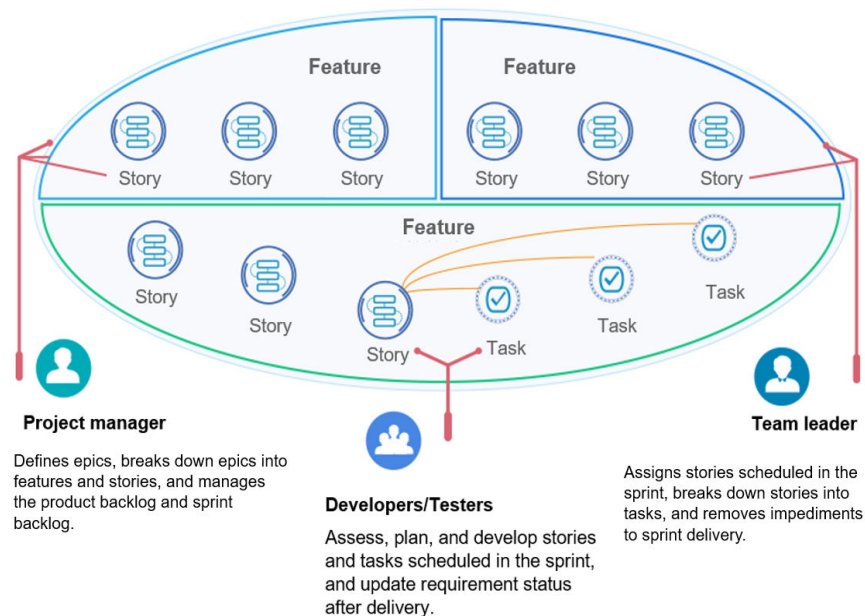 Feature
Feature
Story
Story
Story
Story
Story
Story
Feature
Story
Story
Story
Task
Task
Task
Project manager
Defines epics, breaks down epics into
features and stories, and manages
the product backlog and sprint
backlog.
Developers/Testers
Assess, plan, and develop stories
and tasks scheduled in the sprint,
and update requirement status
after delivery.
Team leader
Assigns stories scheduled in the
sprint, breaks down stories into
tasks, and removes impediments
to sprint delivery.